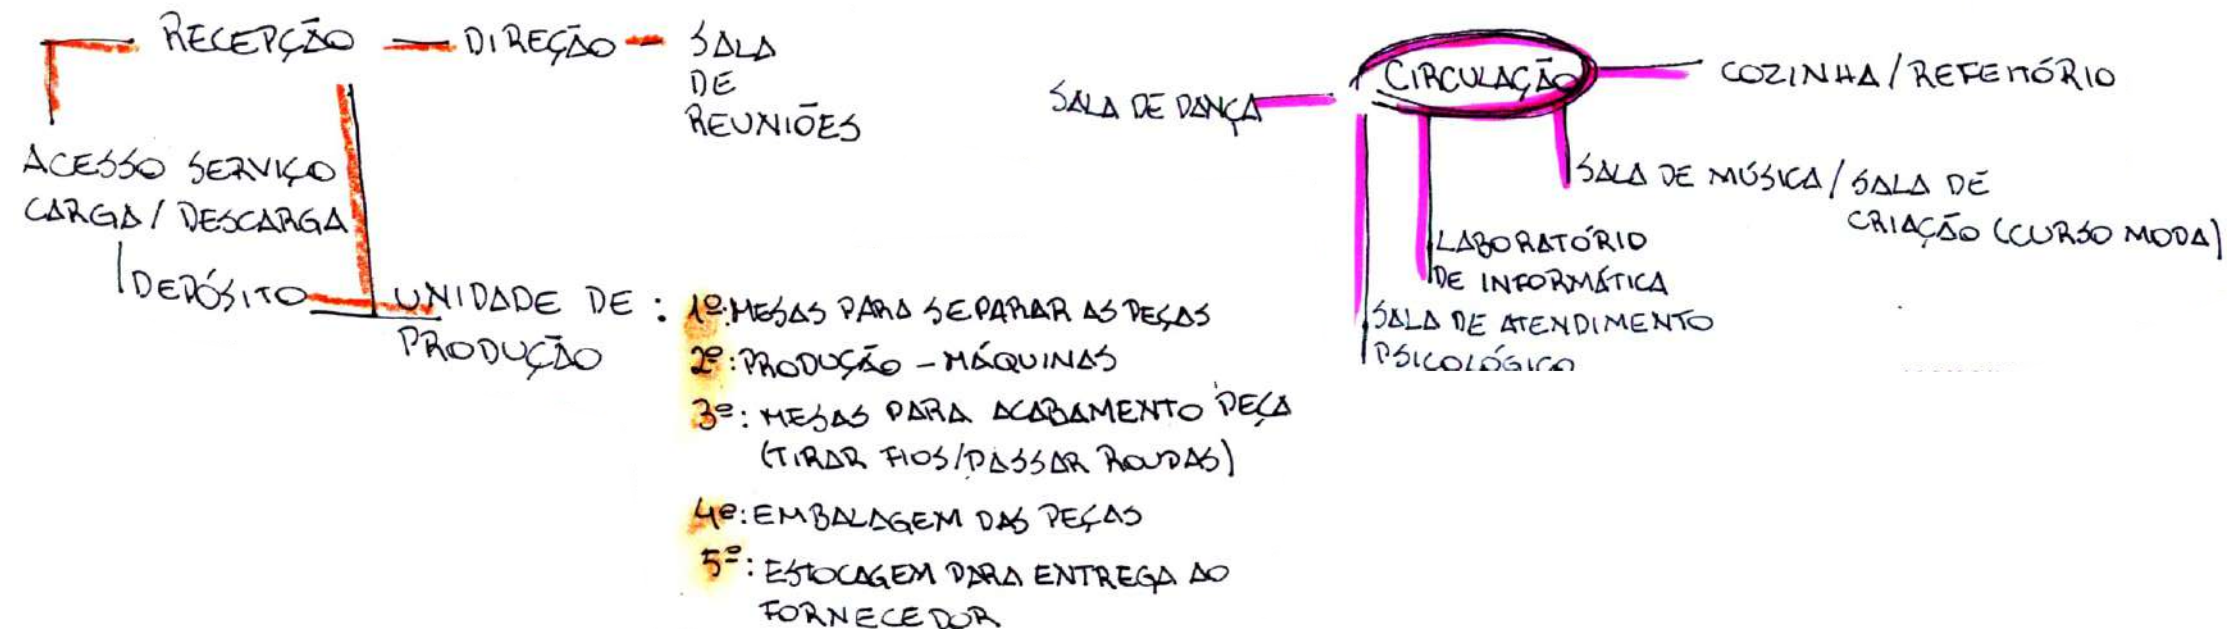 RECEPÇÃO — DIREÇÃO — SALA
DE
REUNIÕES
ACESSO SERVIÇO
CARGA / DESCARGA
DEPÓSITO
UNIDADE DE :
PRODUÇÃO
1º: MESAS PARA SEPARAR AS PEÇAS
2º: PRODUÇÃO - MÁQUINAS
3º: MESAS PARA ACABAMENTO PEÇA
(TIRAR FIOS/PASSAR ROUPAS)
4º: EMBALAGEM DAS PEÇAS
5º: ESTOCAGEM PARA ENTREGA AO
FORNECEDOR
CIRCULAÇÃO
COZINHA / REFEITÓRIO
SALA DE DANÇA
SALA DE MÚSICA / SALA DE
CRIAÇÃO (CURSO MODA)
LABORATÓRIO
DE INFORMÁTICA
SALA DE ATENDIMENTO
PSICOLÓGICO